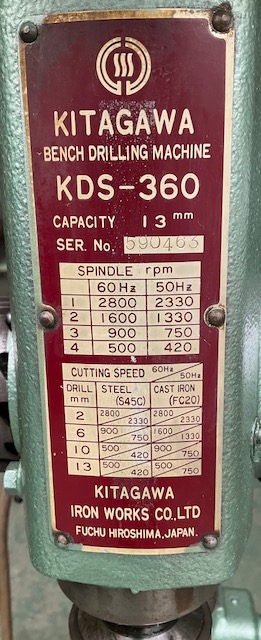 KITAGAWA
BENCH DRILLING MACHINE
KDS-360
CAPACITY 13 mm
SER. No. 590463
SPINDLE rpm
60Hz 50Hz
1 2800 2330
2 1600 1330
3 900 750
4 500 420
CUTTING SPEED 60Hz 50Hz
DRILL mm STEEL (S45C) CAST IRON (FC20)
2 2800 2330 2800 2330
6 900 750 1600 1330
10 500 420 900 750
13 500 420 500 420
KITAGAWA
IRON WORKS CO.,LTD
FUCHU HIROSHIMA, JAPAN.